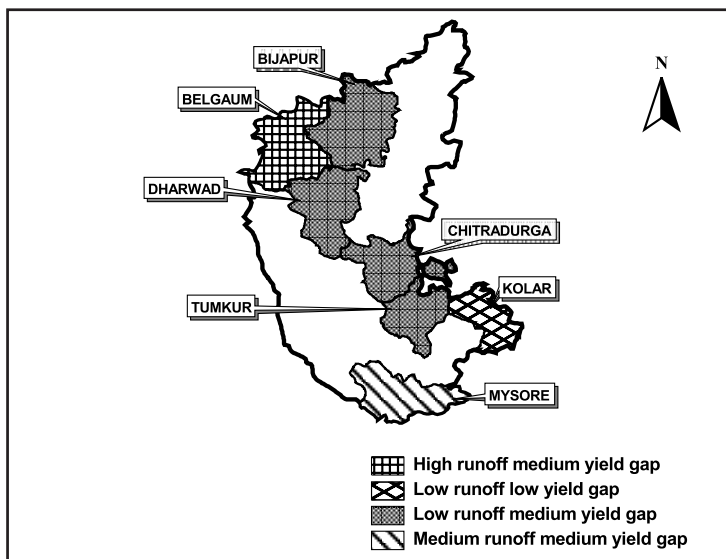 BIJAPUR
N
BELGAUM
DHARWAD
CHITRADURGA
KOLAR
TUMKUR
MYSORE
High runoff medium yield gap
Low runoff low yield gap
Low runoff medium yield gap
Medium runoff medium yield gap